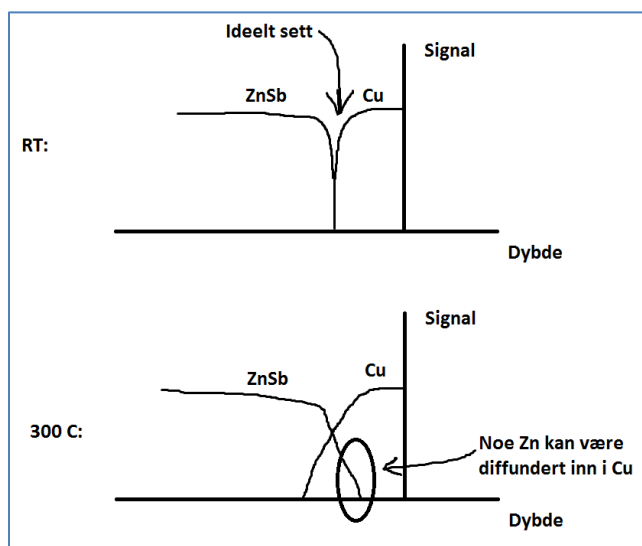 Ideelt sett
Signal
ZnSb
Cu
RT:
Dybde
Signal
ZnSb
Cu
300 C:
Noe Zn kan være
diffundert inn i Cu
Dybde